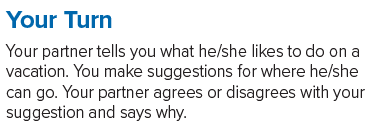 Your Turn
Your partner tells you what he/she likes to do on a
vacation. You make suggestions for where he/she
can go. Your partner agrees or disagrees with your
suggestion and says why.